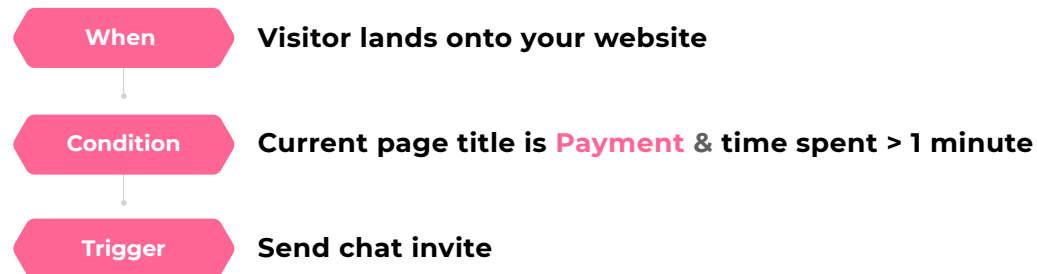 When Visitor lands onto your website
Condition Current page title is Payment & time spent > 1 minute
Trigger Send chat invite